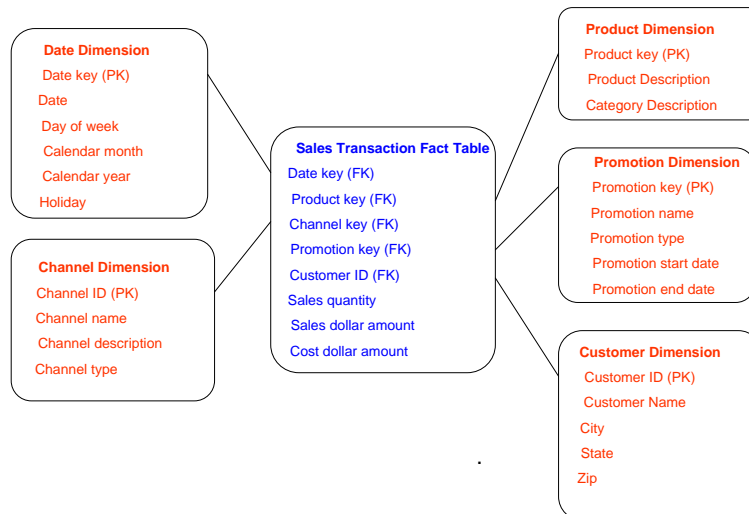 Date Dimension
Date key (PK)
Date
Day of week
Calendar month
Calendar year
Holiday
Channel Dimension
Channel ID (PK)
Channel name
Channel description
Channel type
Sales Transaction Fact Table
Date key (FK)
Product key (FK)
Channel key (FK)
Promotion key (FK)
Customer ID (FK)
Sales quantity
Sales dollar amount
Cost dollar amount
Product Dimension
Product key (PK)
Product Description
Category Description
Promotion Dimension
Promotion key (PK)
Promotion name
Promotion type
Promotion start date
Promotion end date
Customer Dimension
Customer ID (PK)
Customer Name
City
State
Zip
.